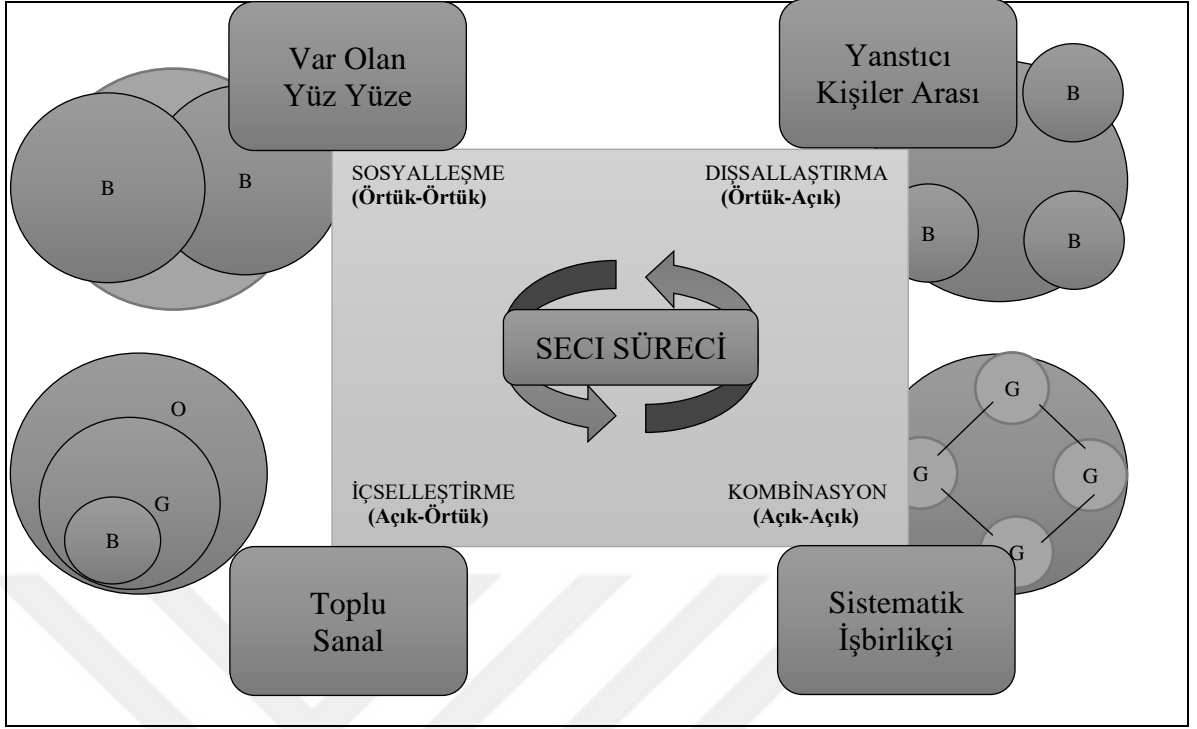 Var Olan
Yüz Yüze
Yanstıcı
Kişiler Arası
B
B
B
B
B
SOSYALLEŞME
(Örtük-Örtük)
DIŞSALLAŞTIRMA
(Örtük-Açık)
SECI SÜRECİ
O
G
B
G
G
G
G
İÇSELLEŞTİRME
(Açık-Örtük)
KOMBİNASYON
(Açık-Açık)
Toplu
Sanal
Sistematik
İşbirlikçi